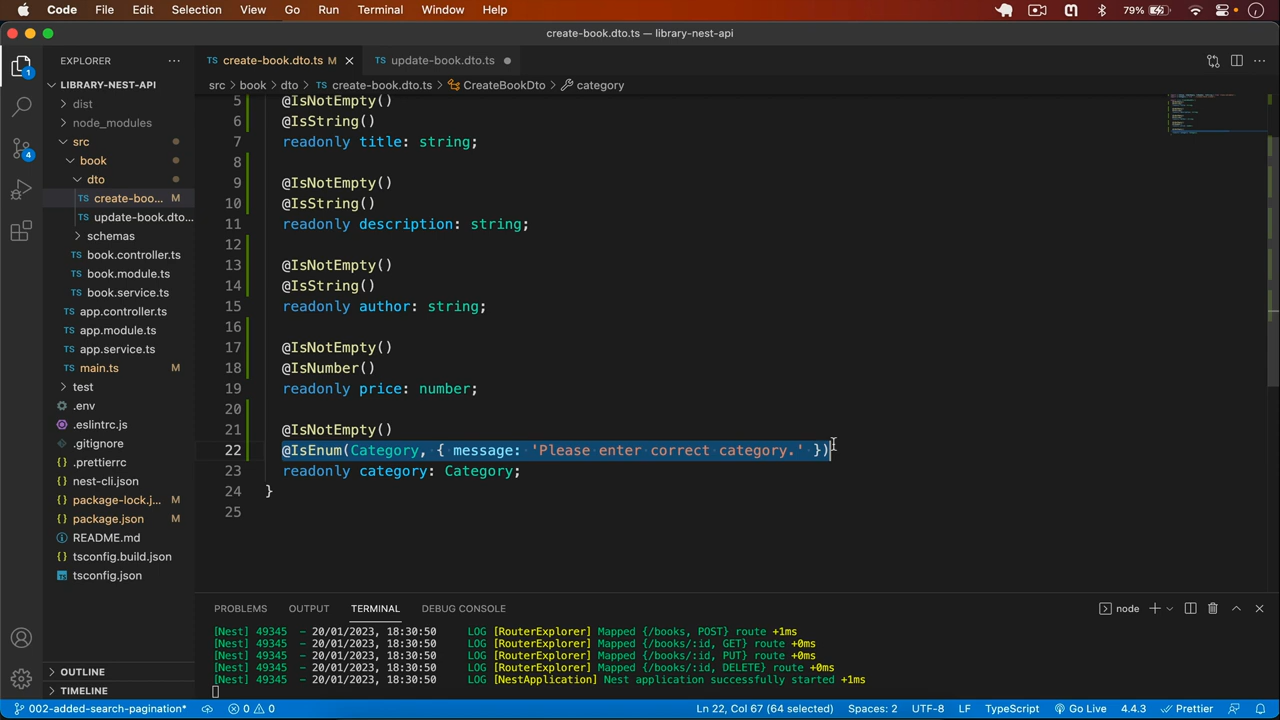 Code File Edit Selection View Go Run Terminal Window Help 79%
create-book.dto.ts — library-nest-api
EXPLORER
create-book.dto.ts M
update-book.dto.ts
LIBRARY-NEST-API
src > book > dto > create-book.dto.ts > CreateBookDto > category
dist
node_modules
src
book
dto
create-boo... M
update-book.dto...
schemas
book.controller.ts
book.module.ts
book.service.ts
app.controller.ts
app.module.ts
app.service.ts
main.ts M
test
.env
.eslintrc.js
.gitignore
.prettierrc
nest-cli.json
package-lock.j... M
package.json M
README.md
tsconfig.build.json
tsconfig.json
OUTLINE
TIMELINE
1
4
5 @IsNotEmpty()
6 @IsString()
7 readonly title: string;
8
9 @IsNotEmpty()
10 @IsString()
11 readonly description: string;
12
13 @IsNotEmpty()
14 @IsString()
15 readonly author: string;
16
17 @IsNotEmpty()
18 @IsNumber()
19 readonly price: number;
20
21 @IsNotEmpty()
22 @IsEnum(Category, { message: 'Please enter correct category.' })
23 readonly category: Category;
24 }
25
PROBLEMS OUTPUT TERMINAL DEBUG CONSOLE node
[Nest] 49345 - 20/01/2023, 18:30:50 LOG [RouterExplorer] Mapped {/books, POST} route +1ms
[Nest] 49345 - 20/01/2023, 18:30:50 LOG [RouterExplorer] Mapped {/books/:id, GET} route +0ms
[Nest] 49345 - 20/01/2023, 18:30:50 LOG [RouterExplorer] Mapped {/books/:id, PUT} route +0ms
[Nest] 49345 - 20/01/2023, 18:30:50 LOG [RouterExplorer] Mapped {/books/:id, DELETE} route +0ms
[Nest] 49345 - 20/01/2023, 18:30:50 LOG [NestApplication] Nest application successfully started +1ms
002-added-search-pagination* 0 0 Ln 22, Col 67 (64 selected) Spaces: 2 UTF-8 LF TypeScript Go Live 4.4.3 Prettier